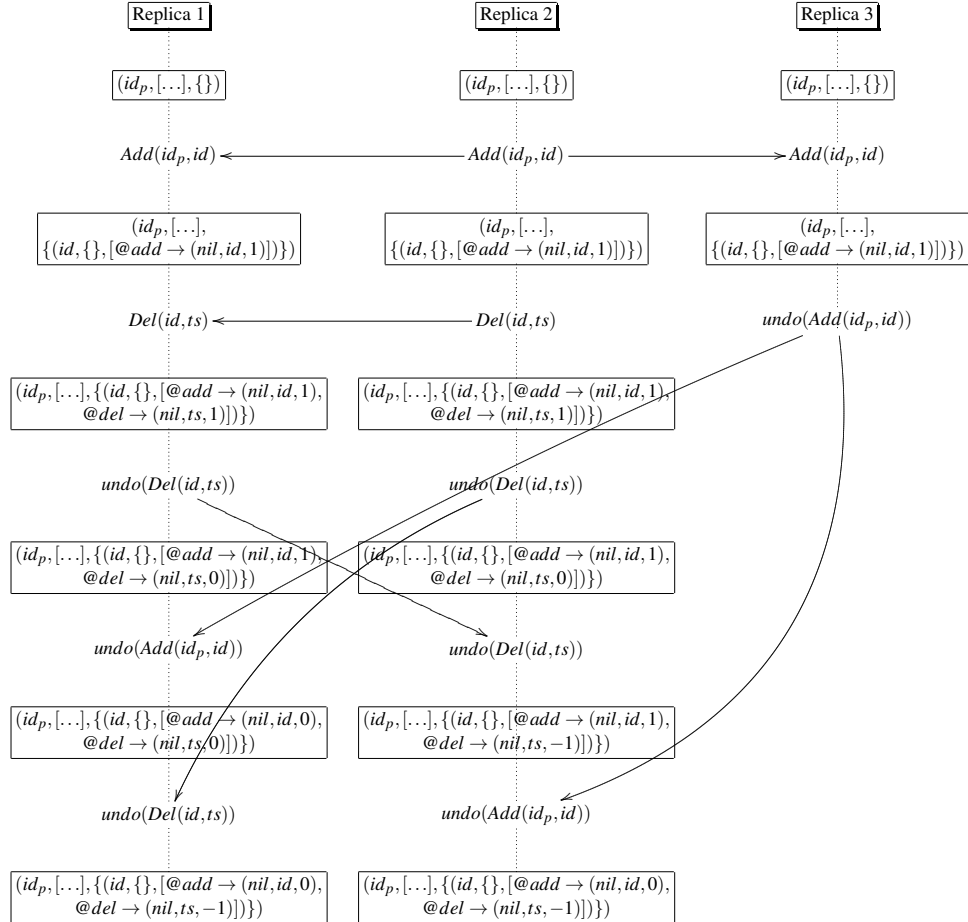 Replica 1
Replica 2
Replica 3
(id_p,[…],{})
(id_p,[…],{})
(id_p,[…],{})
Add(id_p,id)
Add(id_p,id)
Add(id_p,id)
(id_p,[…],
{(id,{},[@add → (nil,id,1)])})
(id_p,[…],
{(id,{},[@add → (nil,id,1)])})
(id_p,[…],
{(id,{},[@add → (nil,id,1)])})
Del(id,ts)
Del(id,ts)
undo(Add(id_p,id))
(id_p,[…],{(id,{},[@add → (nil,id,1),
@del → (nil,ts,1)])})
(id_p,[…],{(id,{},[@add → (nil,id,1),
@del → (nil,ts,1)])})
undo(Del(id,ts))
undo(Del(id,ts))
(id_p,[…],{(id,{},[@add → (nil,id,1),
@del → (nil,ts,0)])})
(id_p,[…],{(id,{},[@add → (nil,id,1),
@del → (nil,ts,0)])})
undo(Add(id_p,id))
undo(Del(id,ts))
(id_p,[…],{(id,{},[@add → (nil,id,0),
@del → (nil,ts,0)])})
(id_p,[…],{(id,{},[@add → (nil,id,1),
@del → (nil,ts,−1)])})
undo(Del(id,ts))
undo(Add(id_p,id))
(id_p,[…],{(id,{},[@add → (nil,id,0),
@del → (nil,ts,−1)])})
(id_p,[…],{(id,{},[@add → (nil,id,0),
@del → (nil,ts,−1)])})